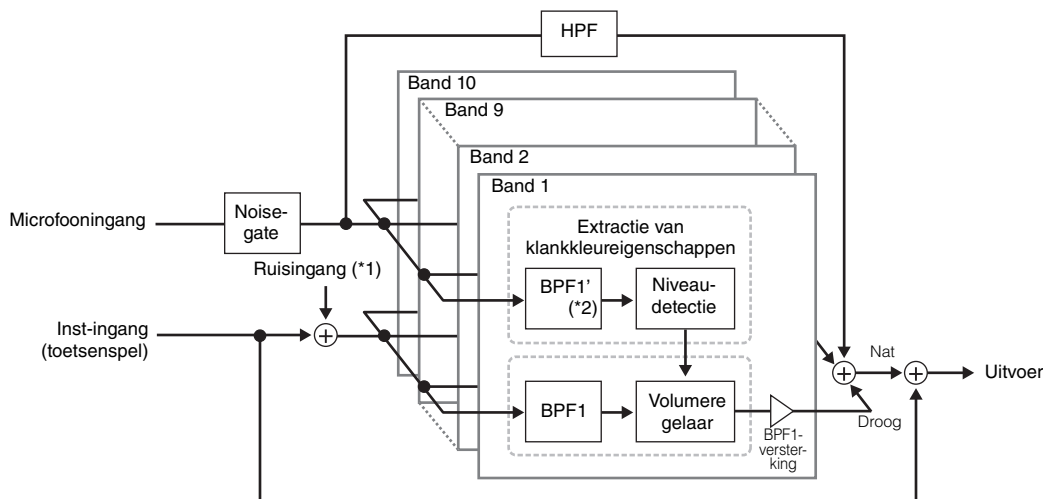 HPF
Band 10
Band 9
Band 2
Band 1
Microfooningang
Noise-
gate
Extractie van
klankkleureigenschappen
Ruisingang (*1)
BPF1’
(*2)
Niveau-
detectie
Inst-ingang
(toetsenspel)
Nat
Uitvoer
BPF1
Volumere
gelaar
Droog
BPF1-
verster-
king